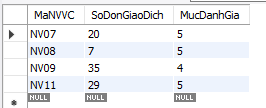 MaNVVC SoDonGiaoDich MucDanhGia
NV07 20 5
NV08 7 5
NV09 35 4
NV11 29 5
NULL NULL NULL